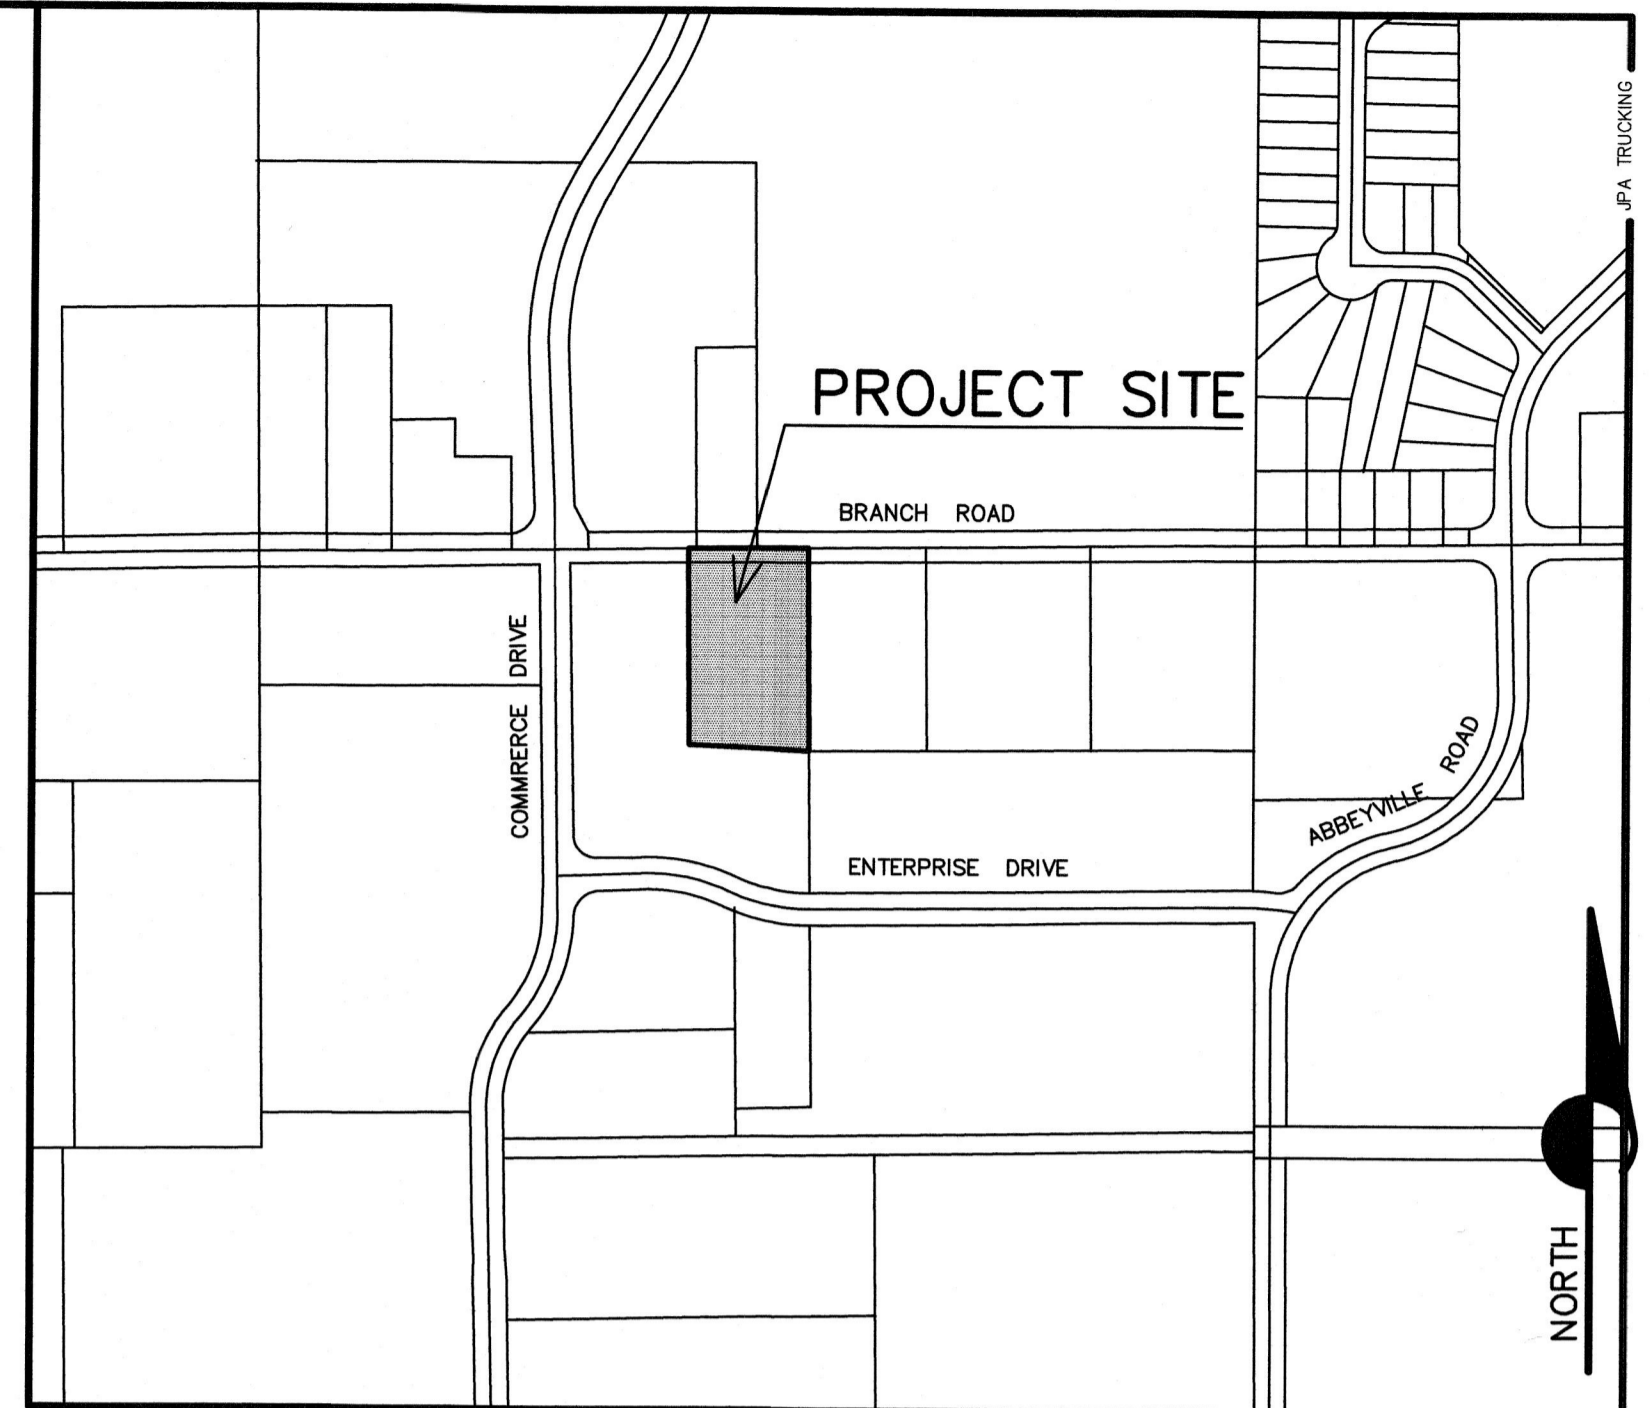 JPA TRUCKING
PROJECT SITE
BRANCH ROAD
COMMRERCE DRIVE
ABBEYVILLE ROAD
ENTERPRISE DRIVE
NORTH